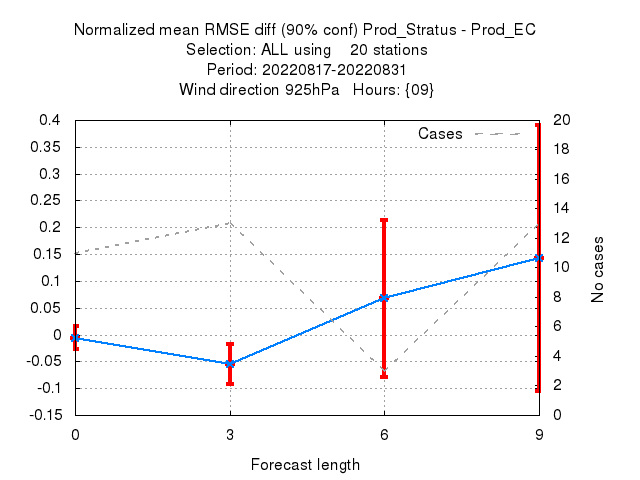 Normalized mean RMSE diff (90% conf) Prod_Stratus - Prod_EC
Selection: ALL using    20 stations
Period: 20220817-20220831
Wind direction 925hPa   Hours: {09}
Cases
0.4
0.35
0.3
0.25
0.2
0.15
0.1
0.05
0
-0.05
-0.1
-0.15
20
18
16
14
12
10
8
6
4
2
0
No cases
0 3 6 9
Forecast length